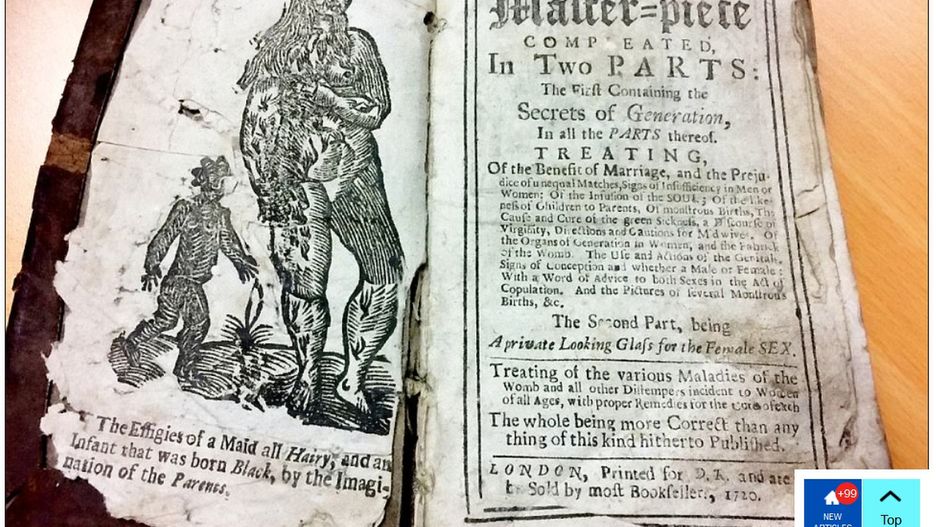 The Effigies of a Maid all Hairy, and an
Infant that was born Black, by the Imagi-
nation of the Parents.
Maſter=piece
COMPLEATED,
In Two PARTS:
The Firſt Containing the
Secrets of Generation,
In all the PARTS thereof.
TREATING,
Of the Benefit of Marriage, and the Preju-
dice of unequal Matches, Signs of Inſufficiency in Men or
Women; Of the Infuſion of the SOUL; Of the Like-
neſs of Children to Parents, Of monſtrous Births, The
Cauſe and Cure of the green Sickneſs, a Diſcourſe of
Virginity, Directions and Cautions for Midwives. Of
the Organs of Generation in Women, and the Fabrick
of the Womb. The Uſe and Actions of the Genitals.
Signs of Conception and whether a Male or Female;
With a Word of Advice to both Sexes in the Act of
Copulation. And the Pictures of ſeveral Monſtrous
Births, &c.
The Second Part, being
A private Looking Glaſs for the Female SEX.
Treating of the various Maladies of the
Womb and all other Diſtempers incident to Women
of all Ages, with proper Remedies for the Cure of each
The whole being more Correct than any
thing of this kind hitherto Publiſhed.
LONDON, Printed for D. R. and are
to be Sold by moſt Bookſellers, 1720.
+99
NEW
ARTICLES
Top